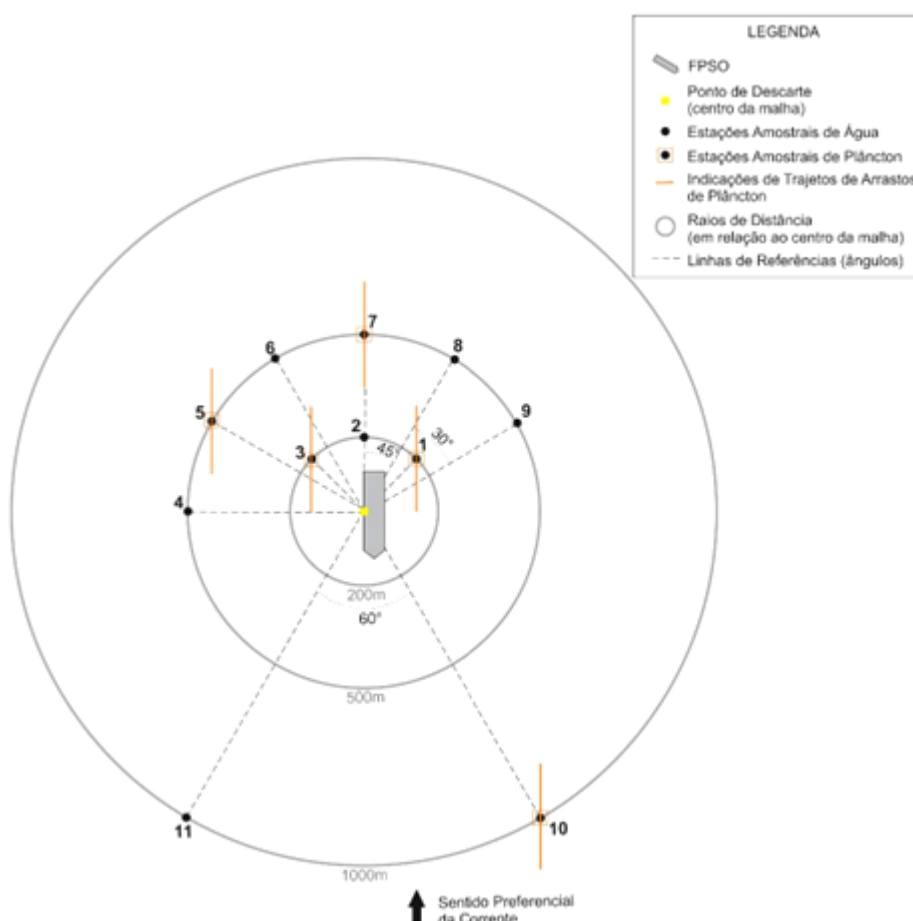 LEGENDA
FPSO
Ponto de Descarte
(centro da malha)
Estações Amostrais de Água
Estações Amostrais de Plâncton
Indicações de Trajetos de Arrastos
de Plâncton
Raios de Distância
(em relação ao centro da malha)
Linhas de Referências (ângulos)
7
6
8
5
9
2
3
45°
1
30°
4
200m
60°
500m
11
10
1000m
Sentido Preferencial
da Corrente